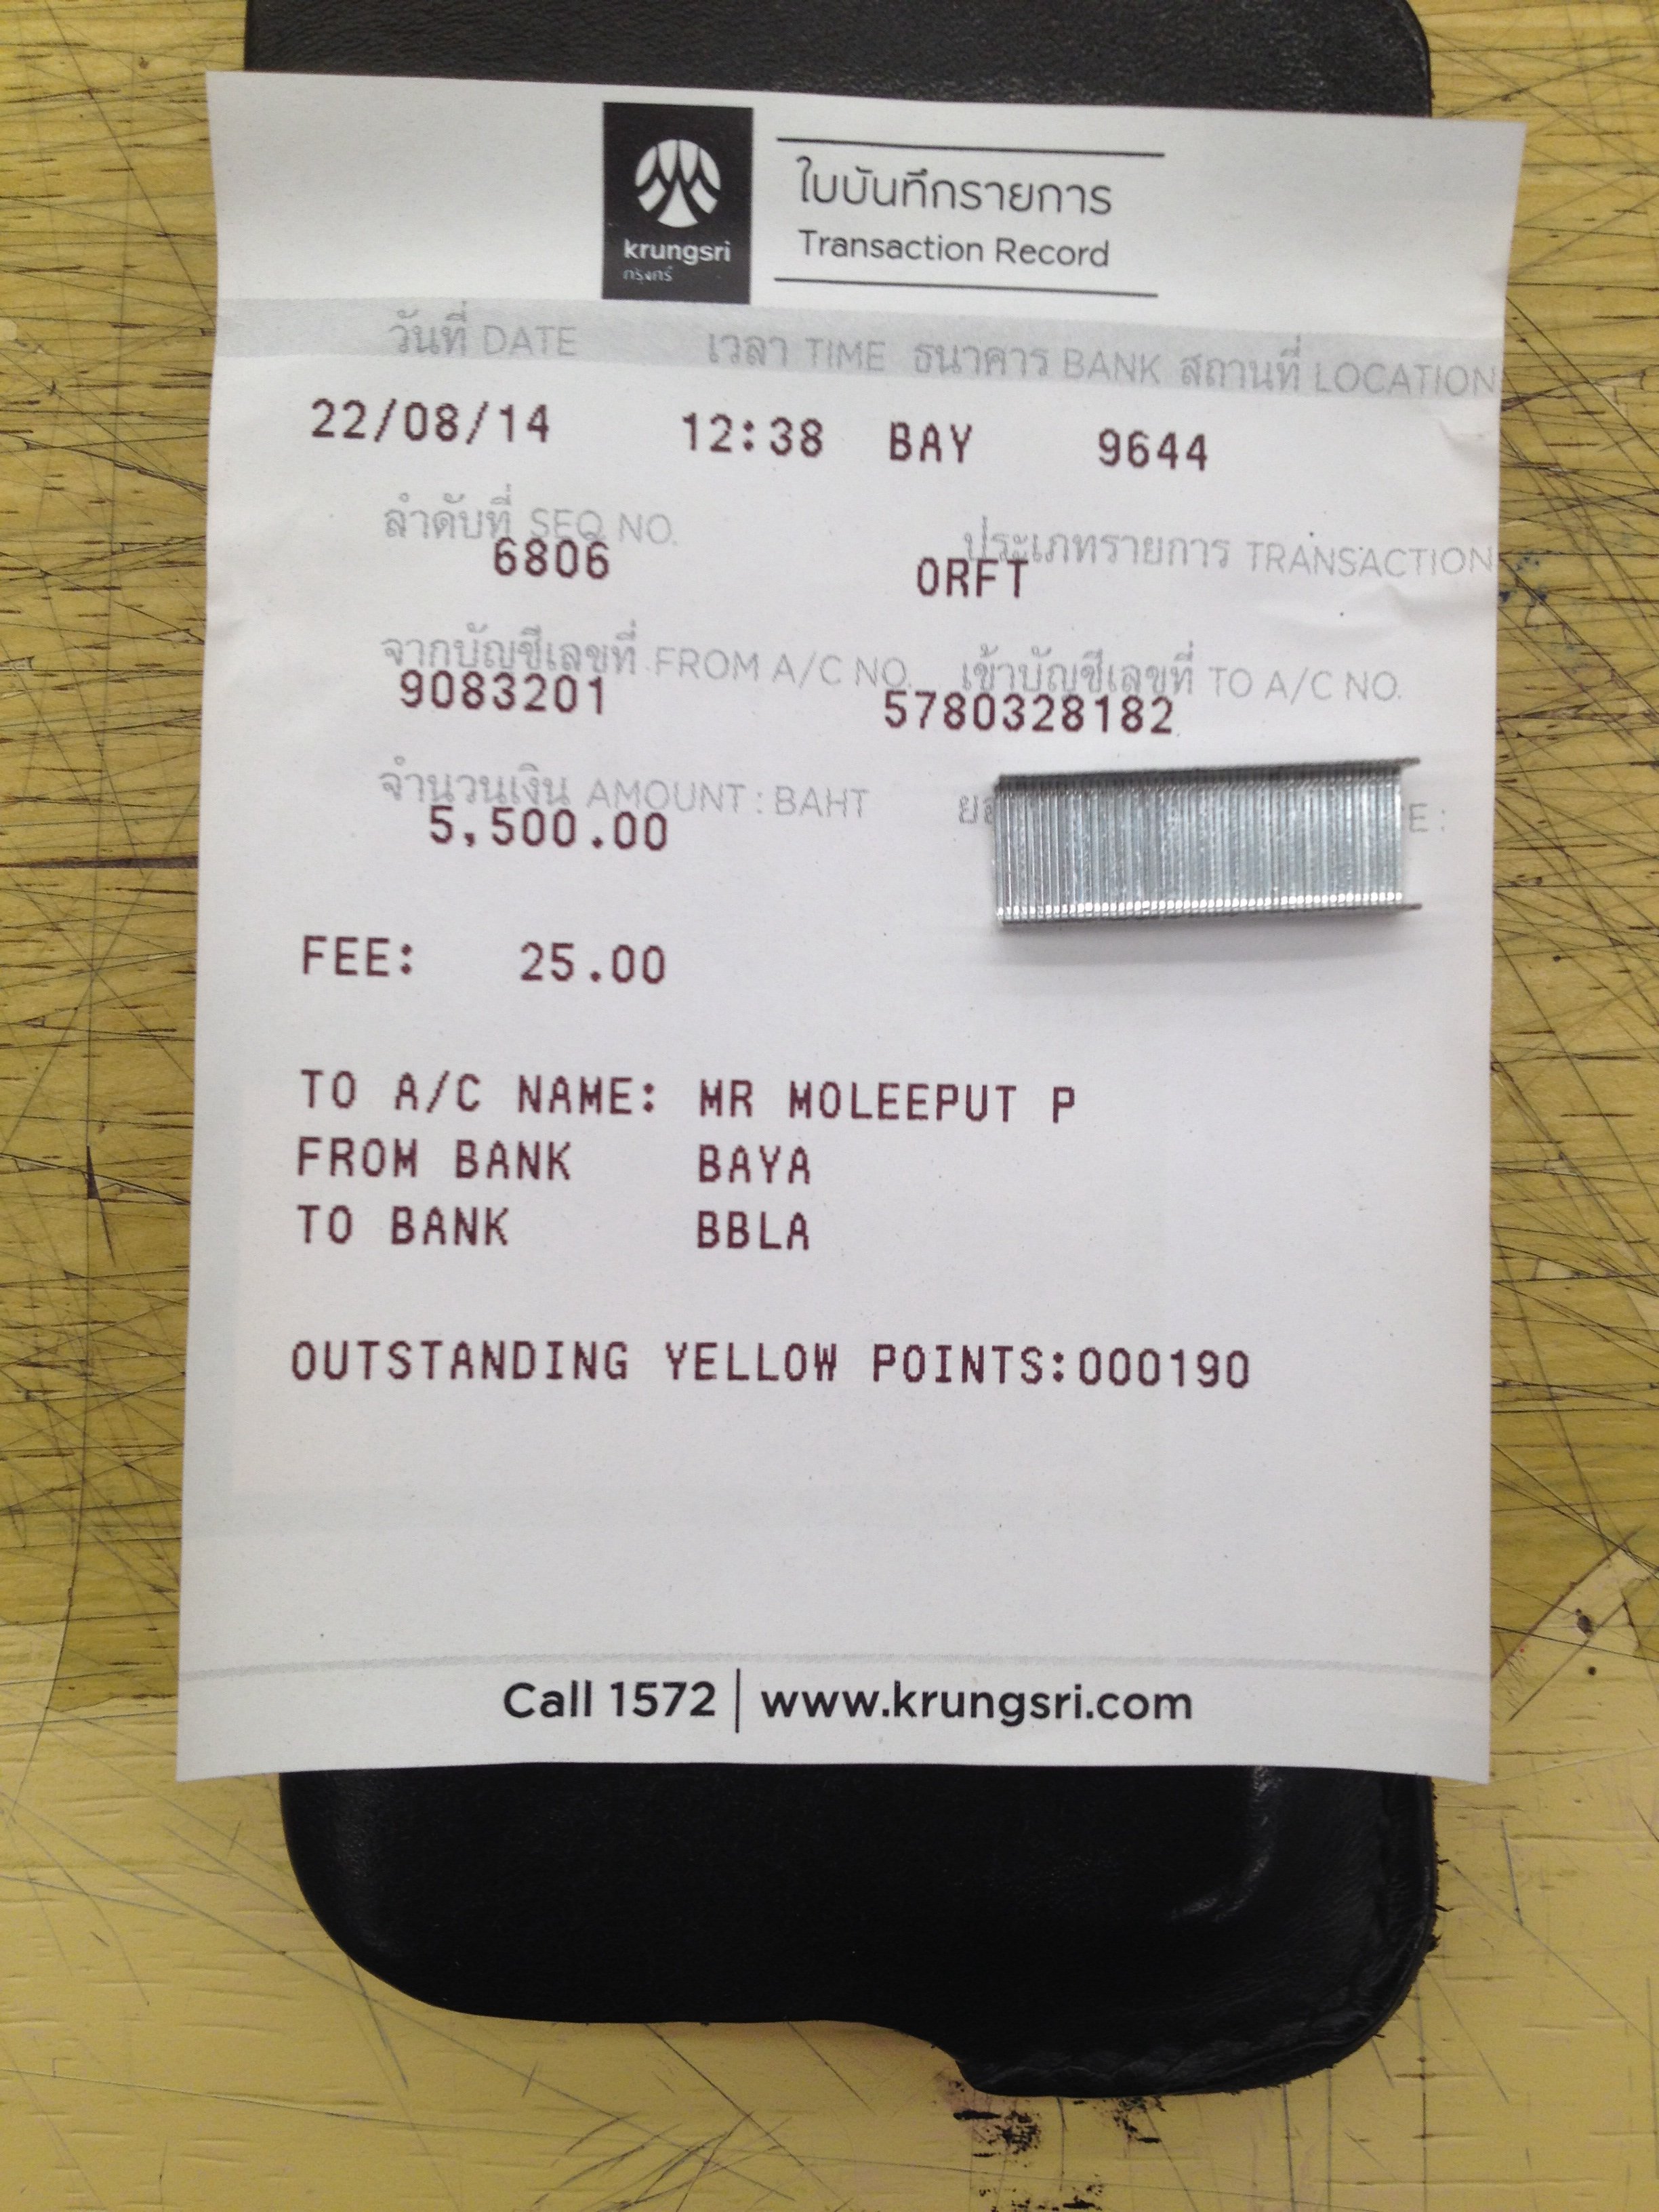 krungsri
กรุงศรี
ใบบันทึกรายการ
Transaction Record
วันที่ DATE เวลา TIME ธนาคาร BANK สถานที่ LOCATION
22/08/14 12:38 BAY 9644
ลำดับที่ SEQ NO. ประเภทรายการ TRANSACTION
6806 ORFT
จากบัญชีเลขที่ FROM A/C NO. เข้าบัญชีเลขที่ TO A/C NO.
9083201 5780328182
จำนวนเงิน AMOUNT : BAHT
5,500.00
FEE: 25.00
TO A/C NAME: MR MOLEEPUT P
FROM BANK BAYA
TO BANK BBLA
OUTSTANDING YELLOW POINTS:000190
Call 1572 | www.krungsri.com